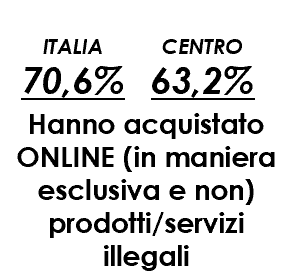 ITALIA CENTRO
70,6% 63,2%
Hanno acquistato
ONLINE (in maniera
esclusiva e non)
prodotti/servizi
illegali